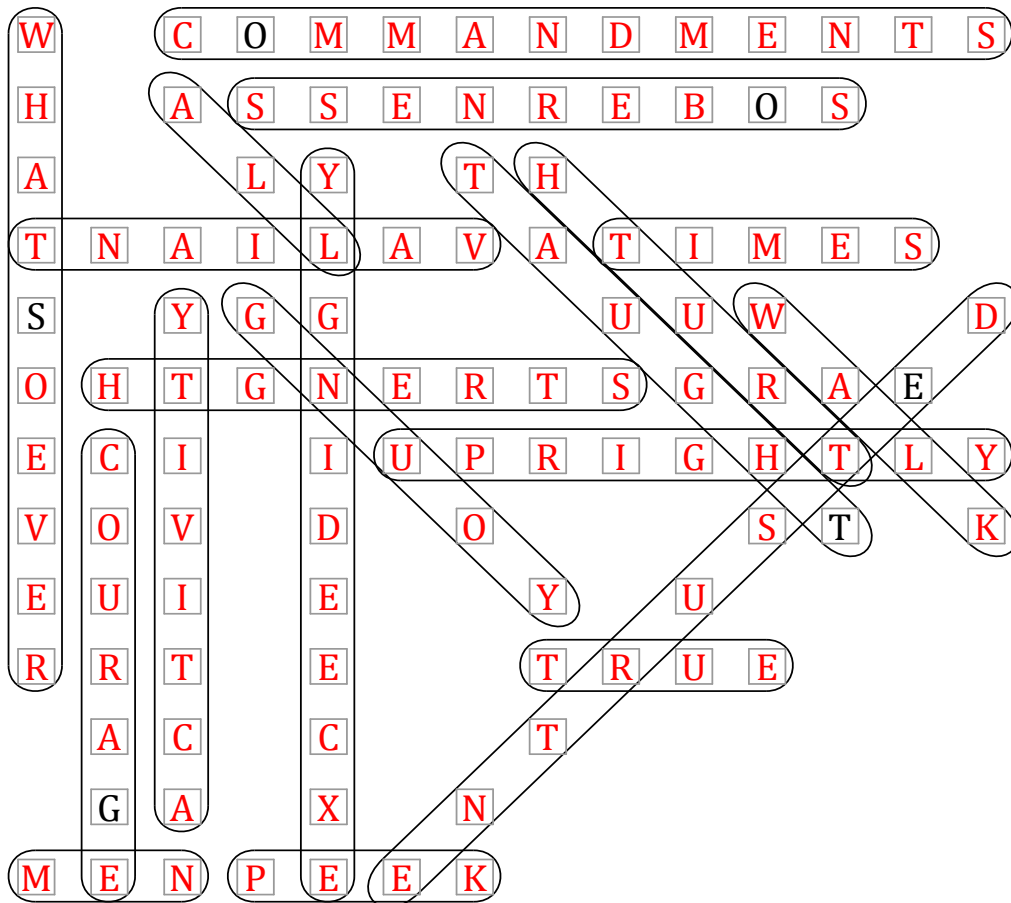 W C O M M A N D M E N T S
H A S S E N R E B O S
A L Y T H
T N A I L A V A T I M E S
S Y G G U U W D
O H T G N E R T S G R A E
E C I I U P R I G H T L Y
V O V D O S T K
E U I E Y U
R R T E T R U E
A C C T
G A X N
M E N P E E K